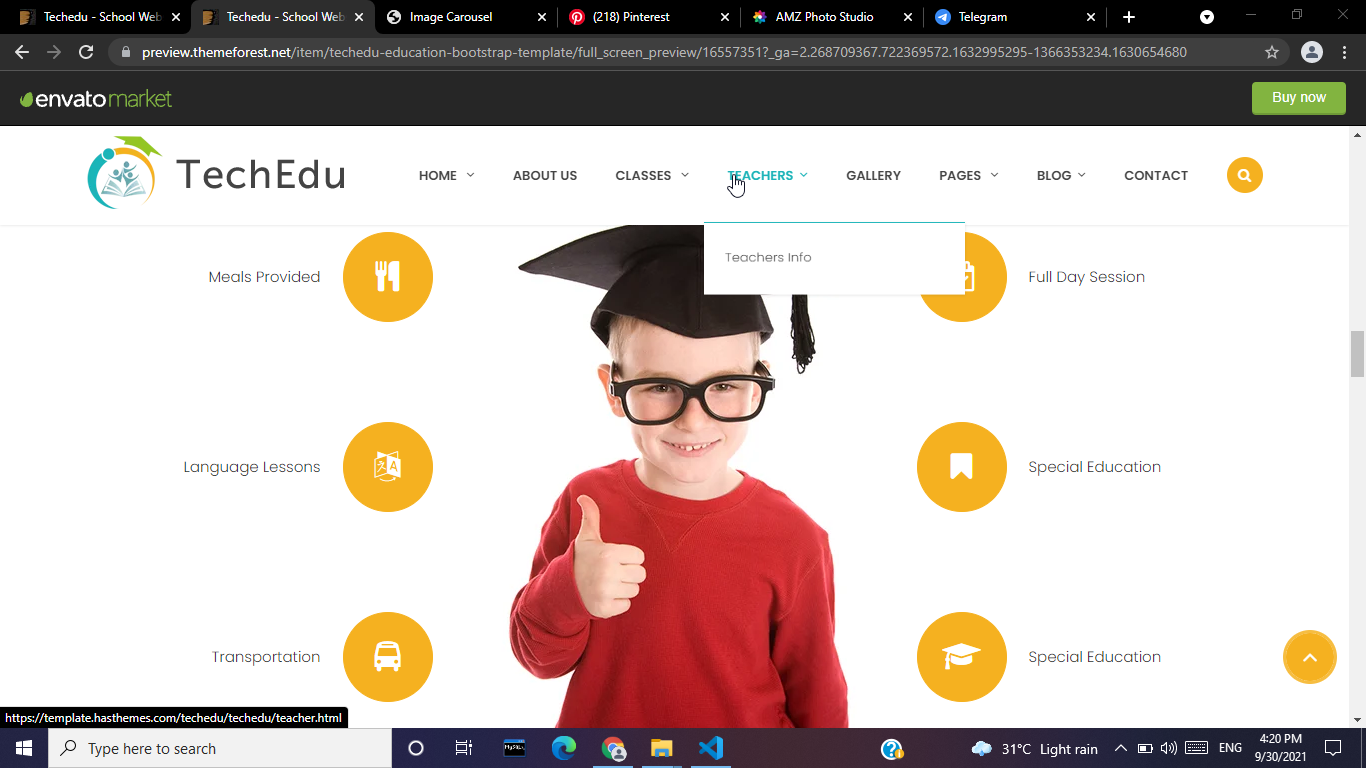 Techedu - School Web
Techedu - School Web
Image Carousel
(218) Pinterest
AMZ Photo Studio
Telegram
preview.themeforest.net/item/techedu-education-bootstrap-template/full_screen_preview/16557351?_ga=2.268709367.722369572.1632995295-1366353234.1630654680
envatomarket
Buy now
TechEdu
HOME
ABOUT US
CLASSES
TEACHERS
GALLERY
PAGES
BLOG
CONTACT
Teachers Info
Meals Provided
Full Day Session
Language Lessons
Special Education
Transportation
Special Education
https://template.hasthemes.com/techedu/techedu/teacher.html
Type here to search
MySQL
31°C Light rain
ENG
4:20 PM
9/30/2021